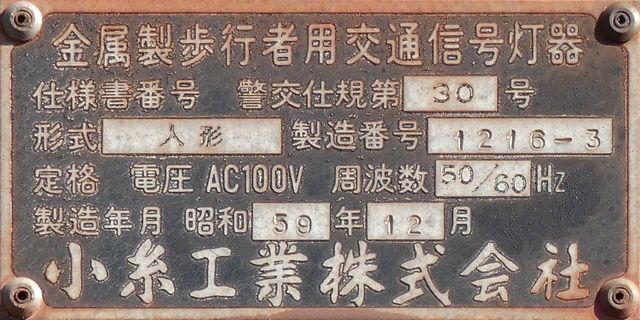 金属製歩行者用交通信号灯器
仕様書番号 警交仕規第 30 号
形式 人形 製造番号 1216-3
定格 電圧 AC100V 周波数 50/60 Hz
製造年月 昭和 59 年 12 月
小糸工業株式会社